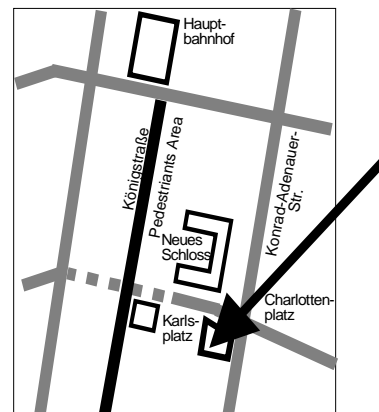 Haupt-
bahnhof
Königstraße
Pedestriants Area
Konrad-Adenauer-
Str.
Neues
Schloss
Charlotten-
platz
Karls-
platz